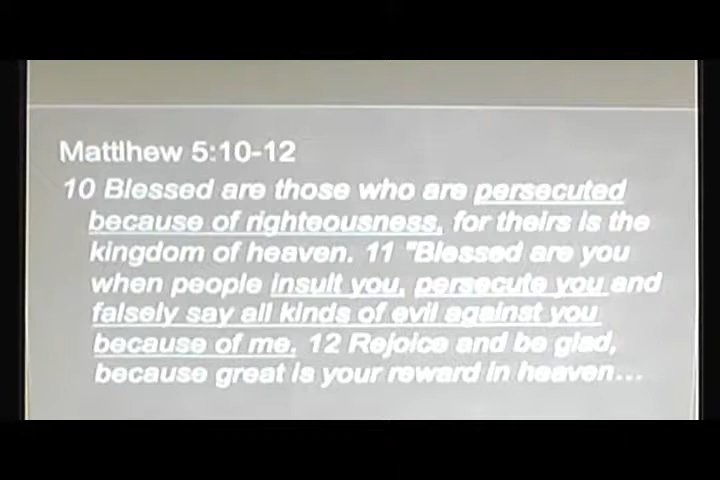 Matthew 5:10-12
10 Blessed are those who are persecuted
because of righteousness, for theirs is the
kingdom of heaven. 11 "Blessed are you
when people insult you, persecute you and
falsely say all kinds of evil against you
because of me. 12 Rejoice and be glad,
because great is your reward in heaven...